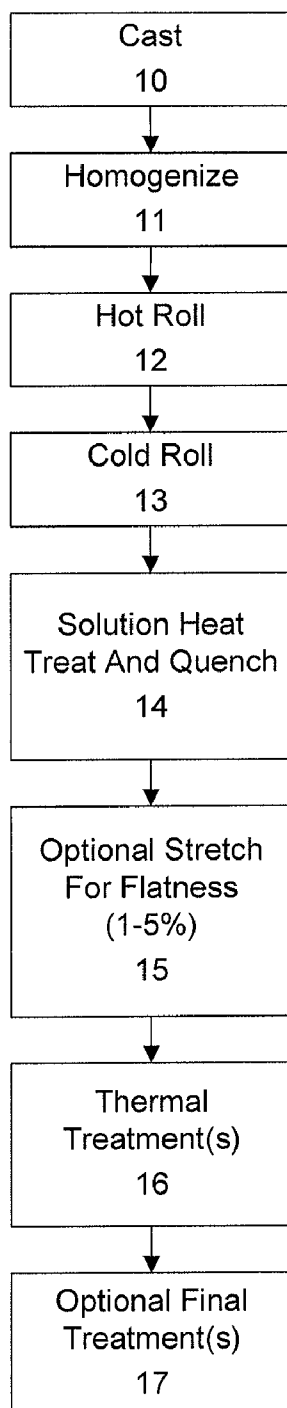 Cast
10
Homogenize
11
Hot Roll
12
Cold Roll
13
Solution Heat
Treat And Quench
14
Optional Stretch
For Flatness
(1-5%)
15
Thermal
Treatment(s)
16
Optional Final
Treatment(s)
17